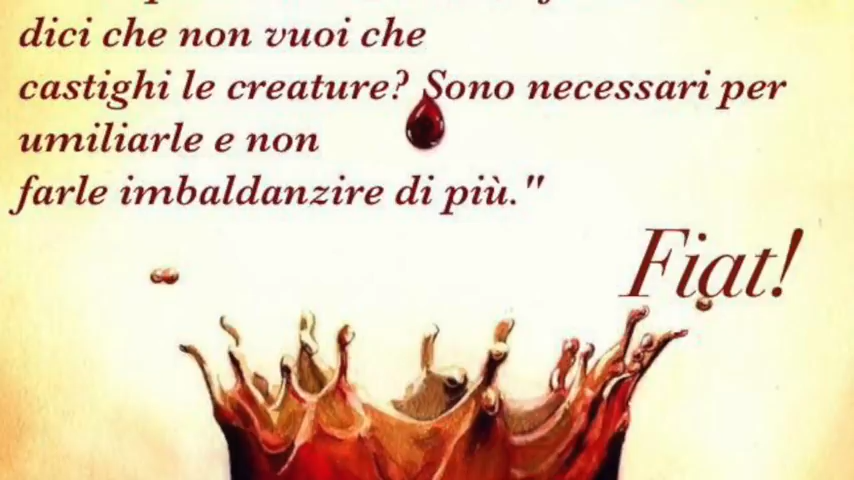 dici che non vuoi che
castighi le creature? Sono necessari per
umiliarle e non
farle imbaldanzire di più."
Fiat!